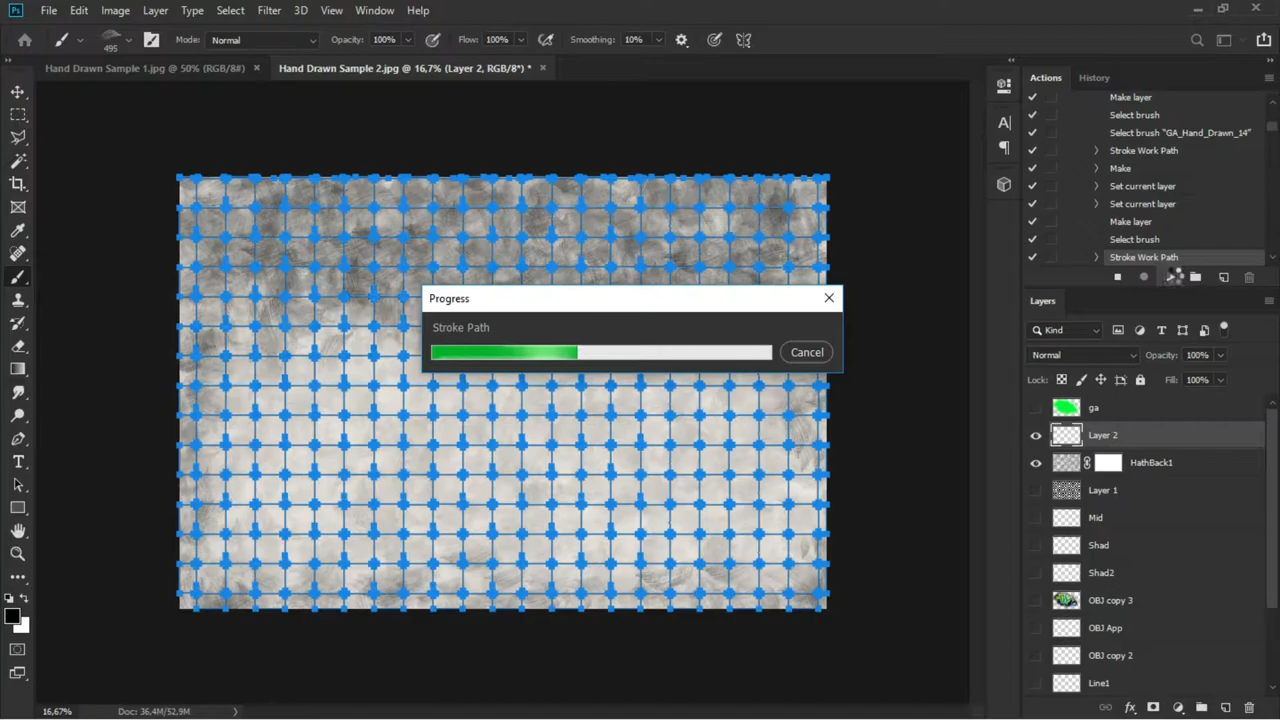 Ps File Edit Image Layer Type Select Filter 3D View Window Help
495 Mode: Normal Opacity: 100% Flow: 100% Smoothing: 10%
Hand Drawn Sample 1.jpg @ 50% (RGB/8#) Hand Drawn Sample 2.jpg @ 16,7% (Layer 2, RGB/8*) *
Actions History
Make layer
Select brush
Select brush "GA_Hand_Drawn_14"
Stroke Work Path
Make
Set current layer
Set current layer
Make layer
Select brush
Stroke Work Path
Progress
Stroke Path
Cancel
Layers
Kind
Normal Opacity: 100%
Lock: Fill: 100%
ga
Layer 2
HathBack1
Layer 1
Mid
Shad
Shad2
OBJ copy 3
OBJ App
OBJ copy 2
Line1
16,67% Doc: 36,4M/52,9M